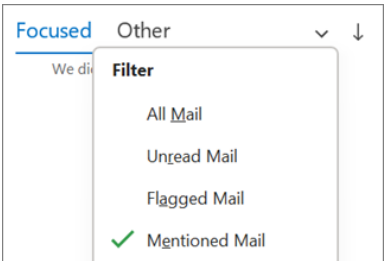 Focused Other
We di
Filter
All Mail
Unread Mail
Flagged Mail
Mentioned Mail